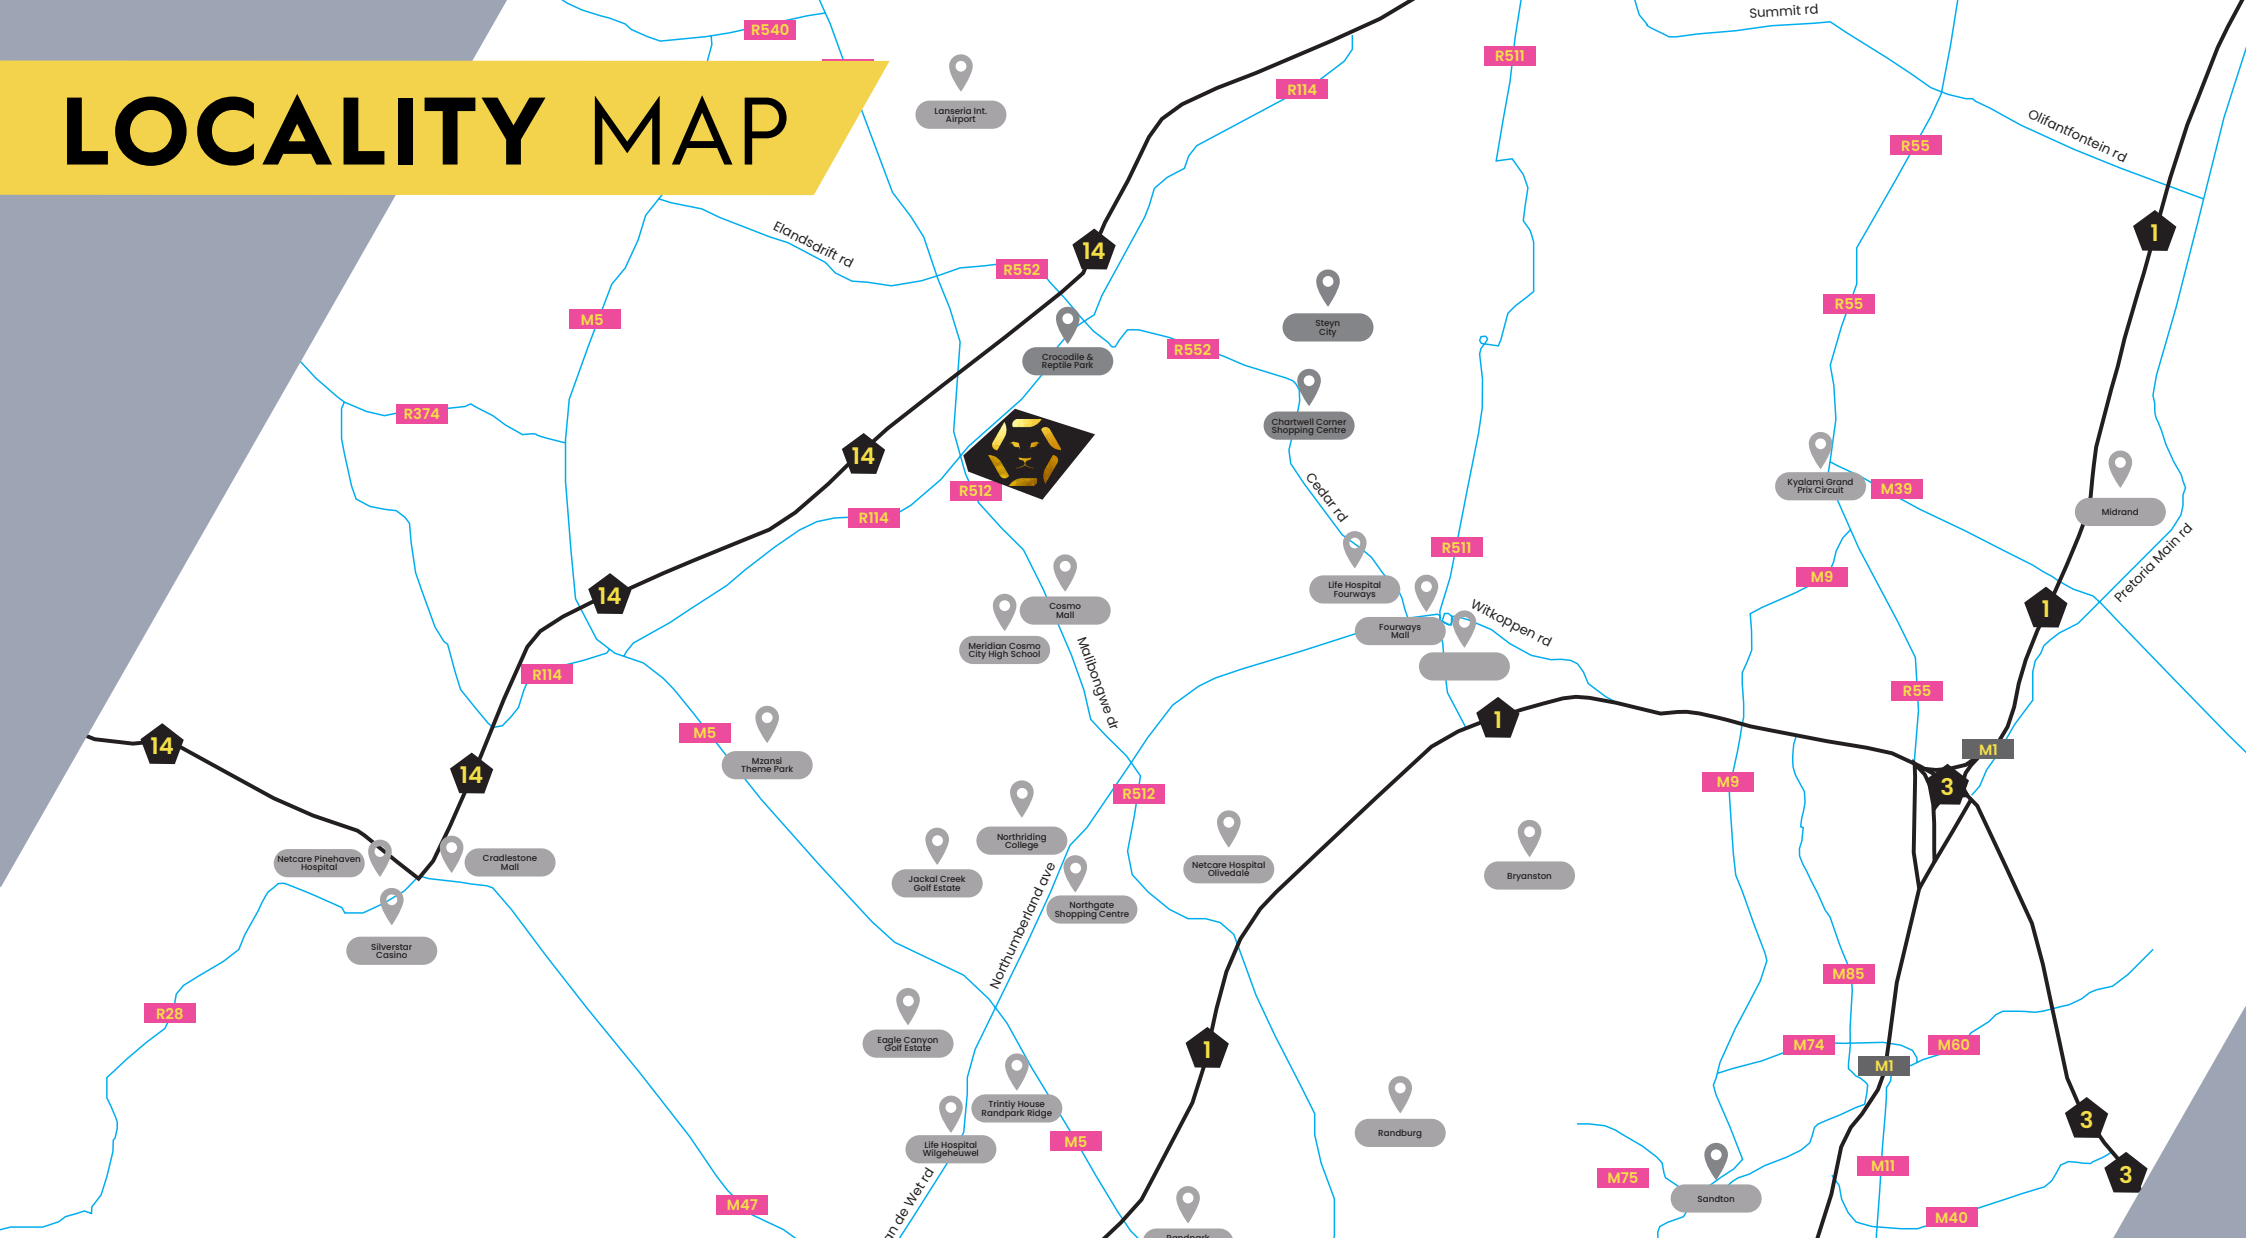 Summit rd
R540
R511
LOCALITY MAP
R114
Lanseria Int.
Airport
Olifantfontein rd
R55
Elandsdrift rd
14
1
R552
R55
M5
Steyn
City
R552
Crocodile &
Reptile Park
R374
Chartwell Corner
Shopping Centre
14
Kyalami Grand
Prix Circuit
M39
R512
Cedar rd
Midrand
R114
R511
Pretoria Main rd
M9
Life Hospital
Fourways
14
Cosmo
Mall
1
Witkoppen rd
Fourways
Mall
Meridian Cosmo
City High School
Malibongwe dr
R114
R55
1
M5
14
M1
Mzansi
Theme Park
14
M9
3
R512
Northriding
College
Netcare Pinehaven
Hospital
Cradlestone
Mall
Netcare Hospital
Olivedale
Bryanston
Jackal Creek
Golf Estate
Northgate
Shopping Centre
Northumberland ave
Silverstar
Casino
M85
R28
Eagle Canyon
Golf Estate
1
M74
M60
M1
Trintiy House
Randpark Ridge
3
Randburg
M5
Life Hospital
Wilgeheuwel
M11
3
M75
Sandton
M47
an de Wet rd
M40